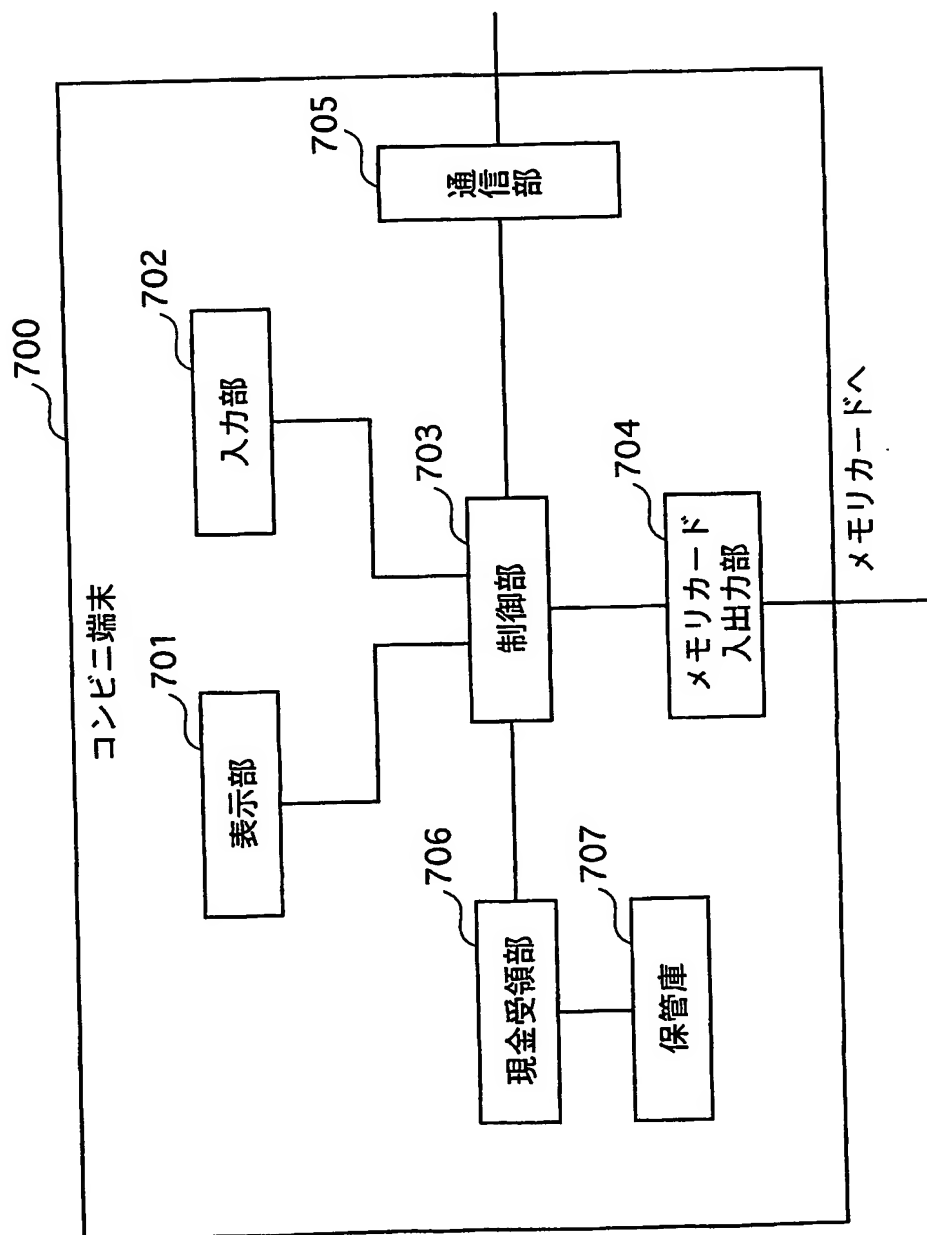 700
コンビニ端末
701
表示部
702
入力部
705
通信部
703
制御部
706
現金受領部
707
保管庫
704
メモリカード
入出力部
メモリカードへ